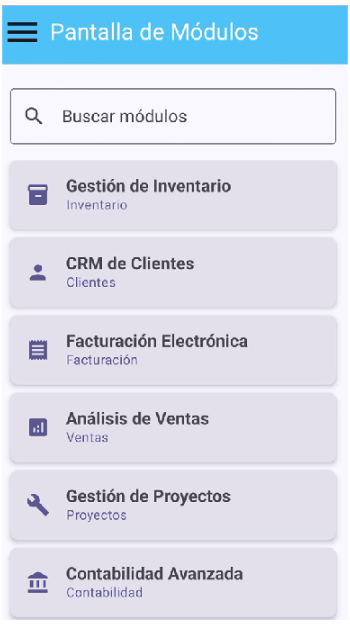 Pantalla de Módulos
Buscar módulos
Gestión de Inventario
Inventario
CRM de Clientes
Clientes
Facturación Electrónica
Facturación
Análisis de Ventas
Ventas
Gestión de Proyectos
Proyectos
Contabilidad Avanzada
Contabilidad